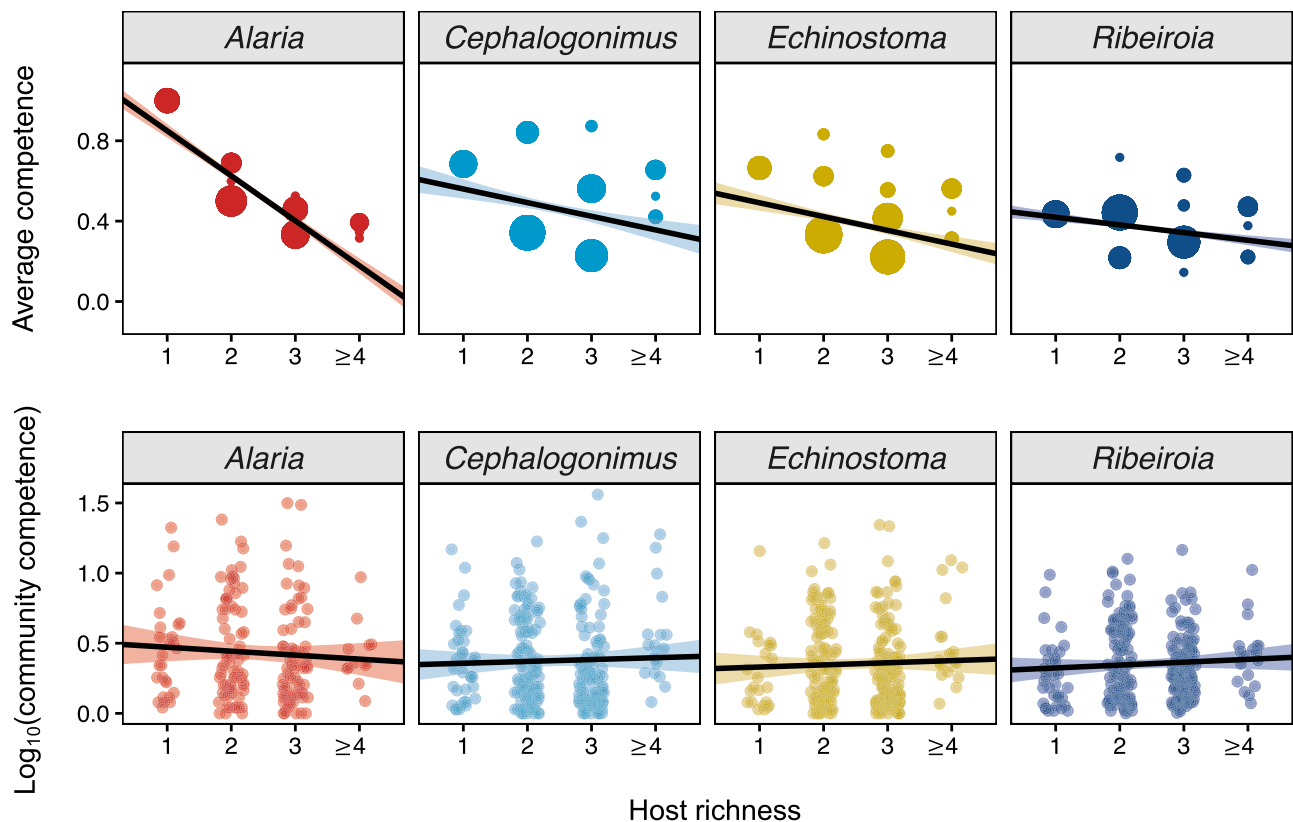 Alaria Cephalogonimus Echinostoma Ribeiroia
Average competence
0.8
0.4
0.0
1 2 3 ≥4 1 2 3 ≥4 1 2 3 ≥4 1 2 3 ≥4
Alaria Cephalogonimus Echinostoma Ribeiroia
Log₁₀(community competence)
1.5
1.0
0.5
0.0
1 2 3 ≥4 1 2 3 ≥4 1 2 3 ≥4 1 2 3 ≥4
Host richness